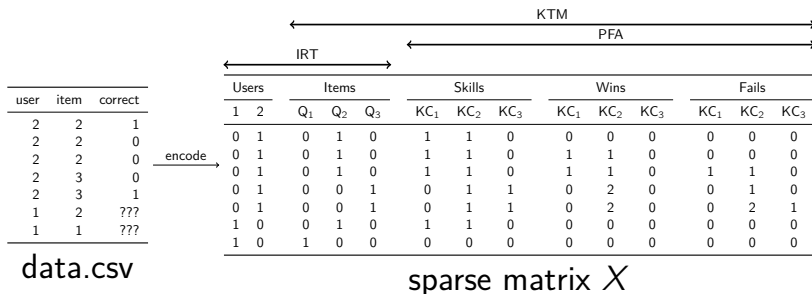 KTM
PFA
IRT
Users Items Skills Wins Fails
user item correct
1 2 Q1 Q2 Q3 KC1 KC2 KC3 KC1 KC2 KC3 KC1 KC2 KC3
2 2 1
2 2 0
2 2 0
2 3 0
2 3 1
1 2 ???
1 1 ???
encode
0 1 0 1 0 1 1 0 0 0 0 0 0 0
0 1 0 1 0 1 1 0 1 1 0 0 0 0
0 1 0 1 0 1 1 0 1 1 0 1 1 0
0 1 0 0 1 0 1 1 0 2 0 0 1 0
0 1 0 0 1 0 1 1 0 2 0 0 2 1
1 0 0 1 0 1 1 0 0 0 0 0 0 0
1 0 1 0 0 0 0 0 0 0 0 0 0 0
data.csv
sparse matrix X